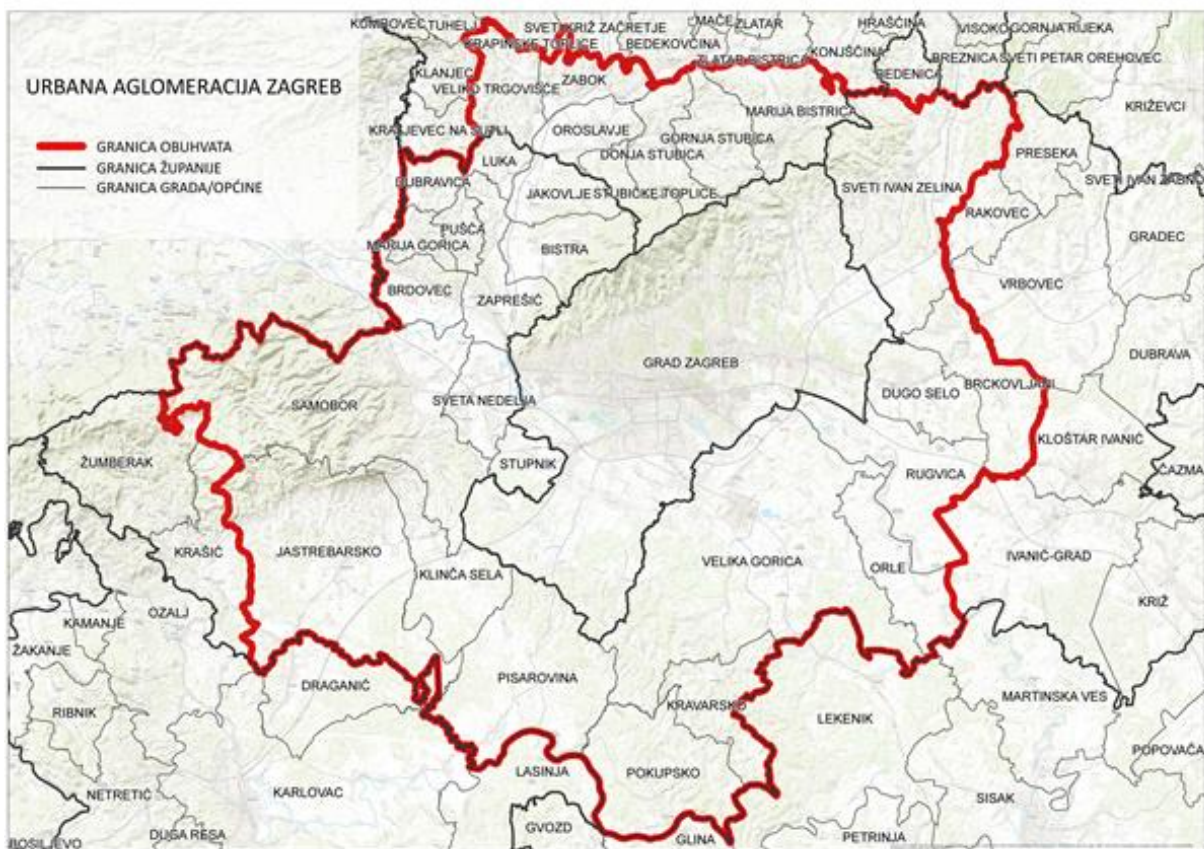 KUMROVEC
TUHELJ
SVETI KRIŽ ZAČRETJE
MAČE
ZLATAR
HRAŠĆINA
VISOKO
GORNJA RIJEKA
KRAPINSKE TOPLICE
BEDEKOVČINA
ZLATAR BISTRICA
KONJŠĆINA
BREZNICA
SVETI PETAR OREHOVEC
KLANJEC
ZABOK
BEDENICA
URBANA AGLOMERACIJA ZAGREB
VELIKO TRGOVIŠĆE
MARIJA BISTRICA
KRIŽEVCI
GRANICA OBUHVATA
KRALJEVEC NA SUTLI
OROSLAVJE
GORNJA STUBICA
GRANICA ŽUPANIJE
LUKA
DONJA STUBICA
PRESEKA
GRANICA GRADA/OPĆINE
DUBRAVICA
JAKOVLJE
STUBIČKE TOPLICE
SVETI IVAN ZELINA
SVETI IVAN ŽABNO
PUŠĆA
RAKOVEC
MARIJA GORICA
BISTRA
GRADEC
BRDOVEC
ZAPREŠIĆ
VRBOVEC
GRAD ZAGREB
DUBRAVA
SAMOBOR
SVETA NEDELJA
DUGO SELO
BRCKOVLJANI
KLOŠTAR IVANIĆ
ŽUMBERAK
STUPNIK
RUGVICA
ČAZMA
KRAŠIĆ
JASTREBARSKO
KLINČA SELA
VELIKA GORICA
ORLE
IVANIĆ-GRAD
OZALJ
KRIŽ
KAMANJE
ŽAKANJE
DRAGANIĆ
PISAROVINA
MARTINSKA VES
RIBNIK
KRAVARSKO
LEKENIK
POPOVAČA
LASINJA
POKUPSKO
NETRETIĆ
KARLOVAC
SISAK
DUGA RESA
GVOZD
GLINA
PETRINJA
BOSILJEVO